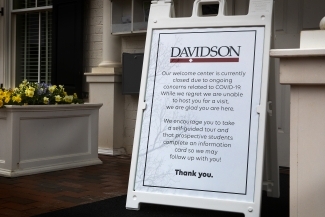 DAVIDSON
Our welcome center is currently
closed due to ongoing
concerns related to COVID-19.
While we regret we are unable
to host you for a visit,
we are glad you are here.
We encourage you to take
a self-guided tour and
that prospective students
complete an information
card so we may
follow up with you!
Thank you.